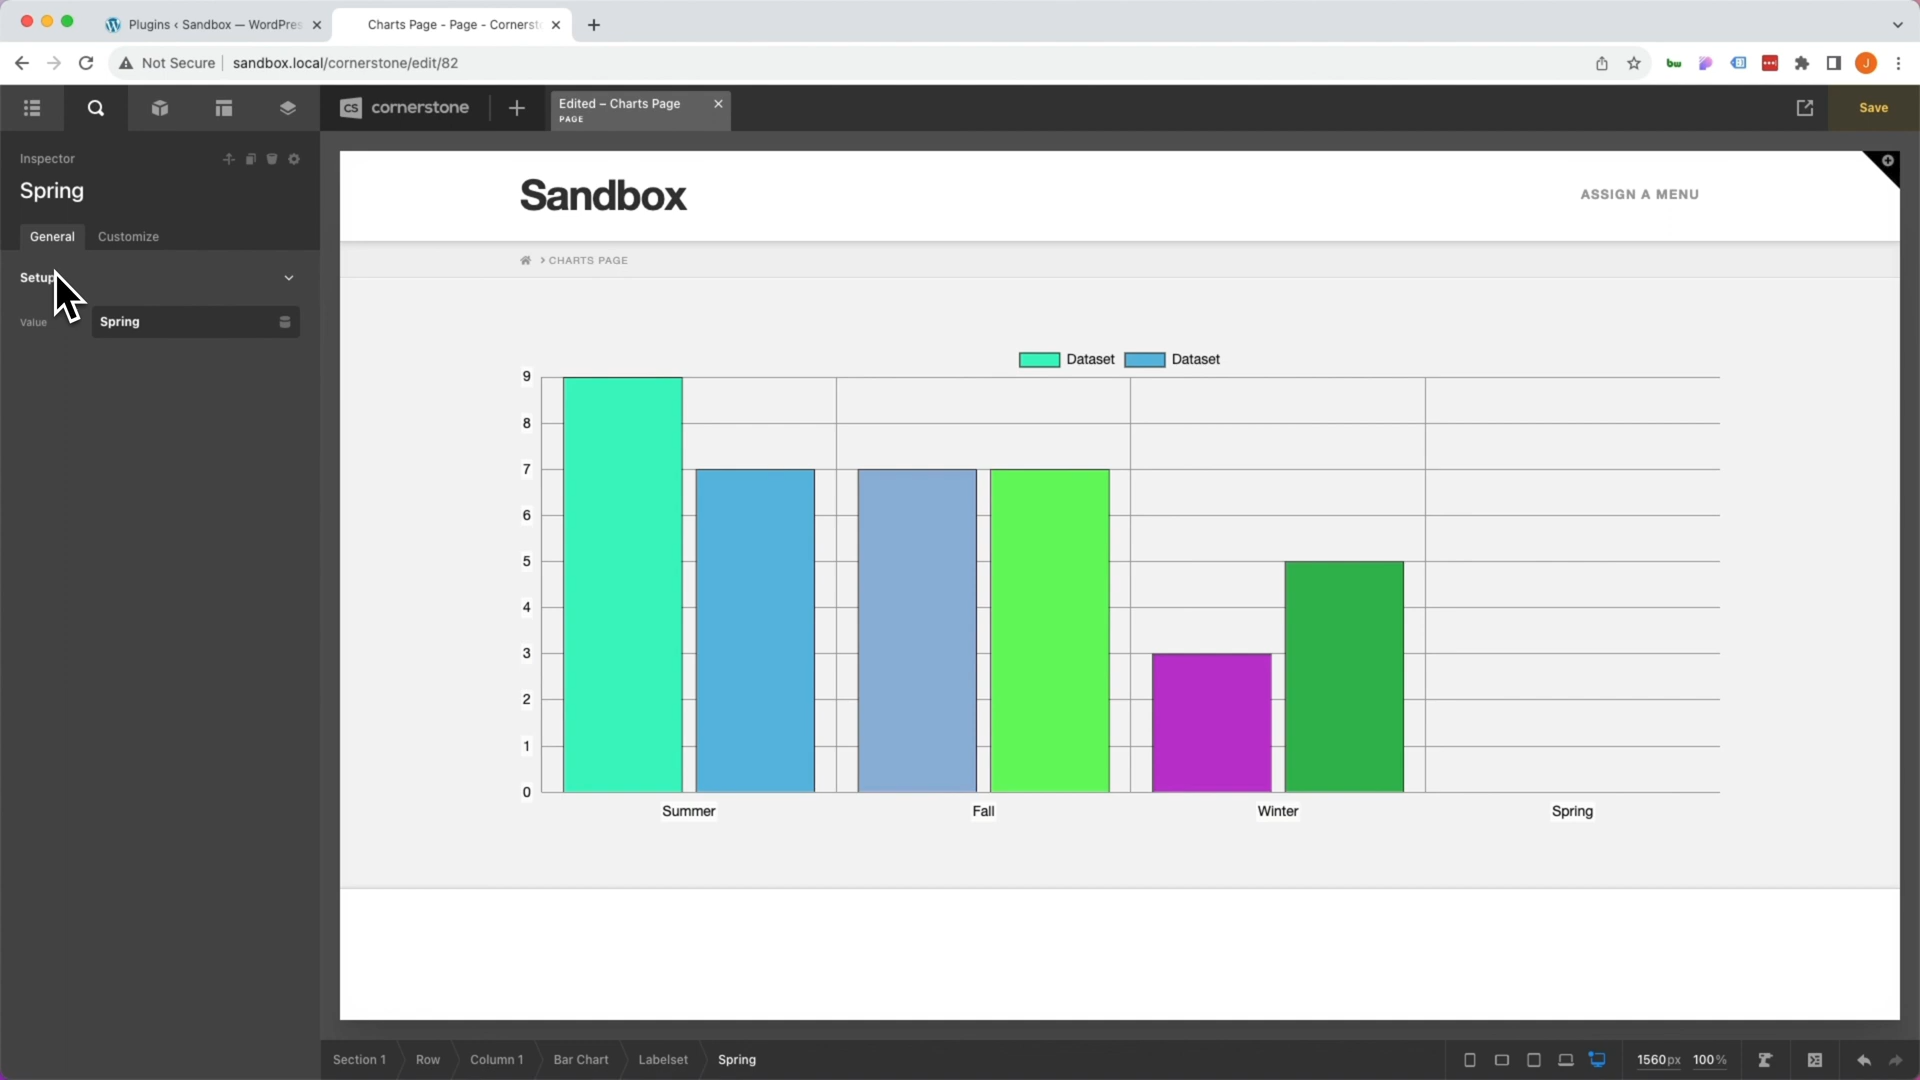 Plugins ‹ Sandbox — WordPres
Charts Page - Page - Cornerst
Not Secure
sandbox.local/cornerstone/edit/82
bw
J
cs cornerstone
Edited – Charts Page
PAGE
Save
Inspector
Spring
General
Customize
Setup
Value
Spring
Sandbox
ASSIGN A MENU
> CHARTS PAGE
Dataset
Dataset
9
8
7
6
5
4
3
2
1
0
Summer
Fall
Winter
Spring
Section 1
Row
Column 1
Bar Chart
Labelset
Spring
1560px
100%